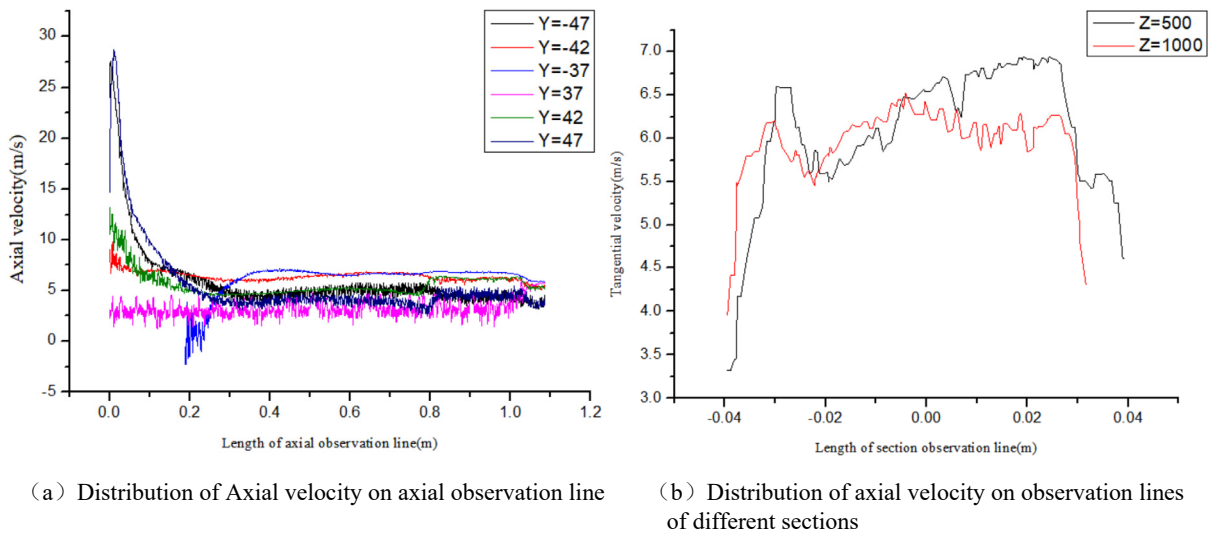 Y=-47
Y=-42
Y=-37
Y=37
Y=42
Y=47
30
25
20
15
10
5
0
-5
Axial velocity(m/s)
0.0
0.2
0.4
0.6
0.8
1.0
1.2
Length of axial observation line(m)
（a）Distribution of Axial velocity on axial observation line
Z=500
Z=1000
7.0
6.5
6.0
5.5
5.0
4.5
4.0
3.5
3.0
Tangential velocity(m/s)
-0.04
-0.02
0.00
0.02
0.04
Length of section observation line(m)
（b）Distribution of axial velocity on observation lines
of different sections